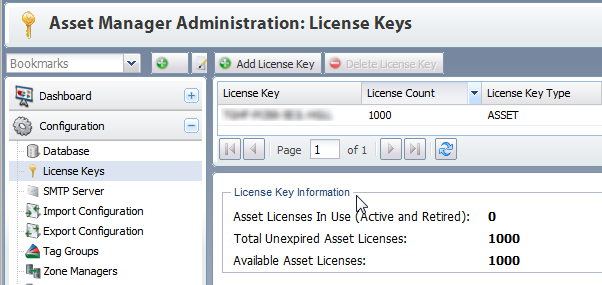 Asset Manager Administration: License Keys
Bookmarks
Add License Key
Delete License Key
Dashboard
Configuration
Database
License Keys
SMTP Server
Import Configuration
Export Configuration
Tag Groups
Zone Managers
License Key License Count License Key Type
1000 ASSET
Page 1 of 1
License Key Information
Asset Licenses In Use (Active and Retired): 0
Total Unexpired Asset Licenses: 1000
Available Asset Licenses: 1000